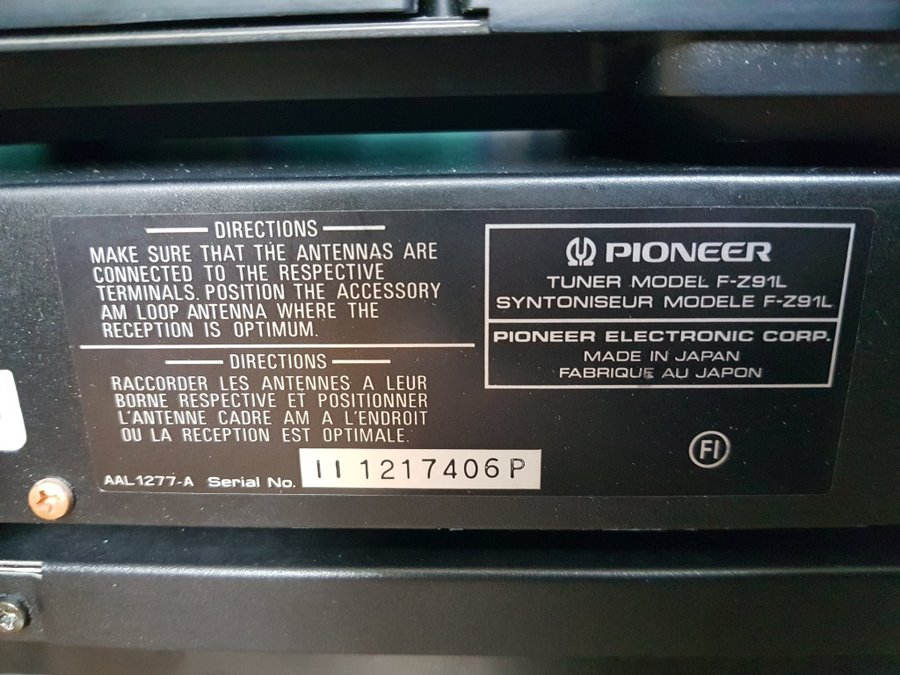 DIRECTIONS
MAKE SURE THAT THE ANTENNAS ARE
CONNECTED TO THE RESPECTIVE
TERMINALS. POSITION THE ACCESSORY
AM LOOP ANTENNA WHERE THE
RECEPTION IS OPTIMUM.
DIRECTIONS
RACCORDER LES ANTENNES A LEUR
BORNE RESPECTIVE ET POSITIONNER
L'ANTENNE CADRE AM A L'ENDROIT
OU LA RECEPTION EST OPTIMALE.
AAL1277-A Serial No. II1217406P
PIONEER
TUNER MODEL F-Z91L
SYNTONISEUR MODELE F-Z91L
PIONEER ELECTRONIC CORP.
MADE IN JAPAN
FABRIQUE AU JAPON
FI